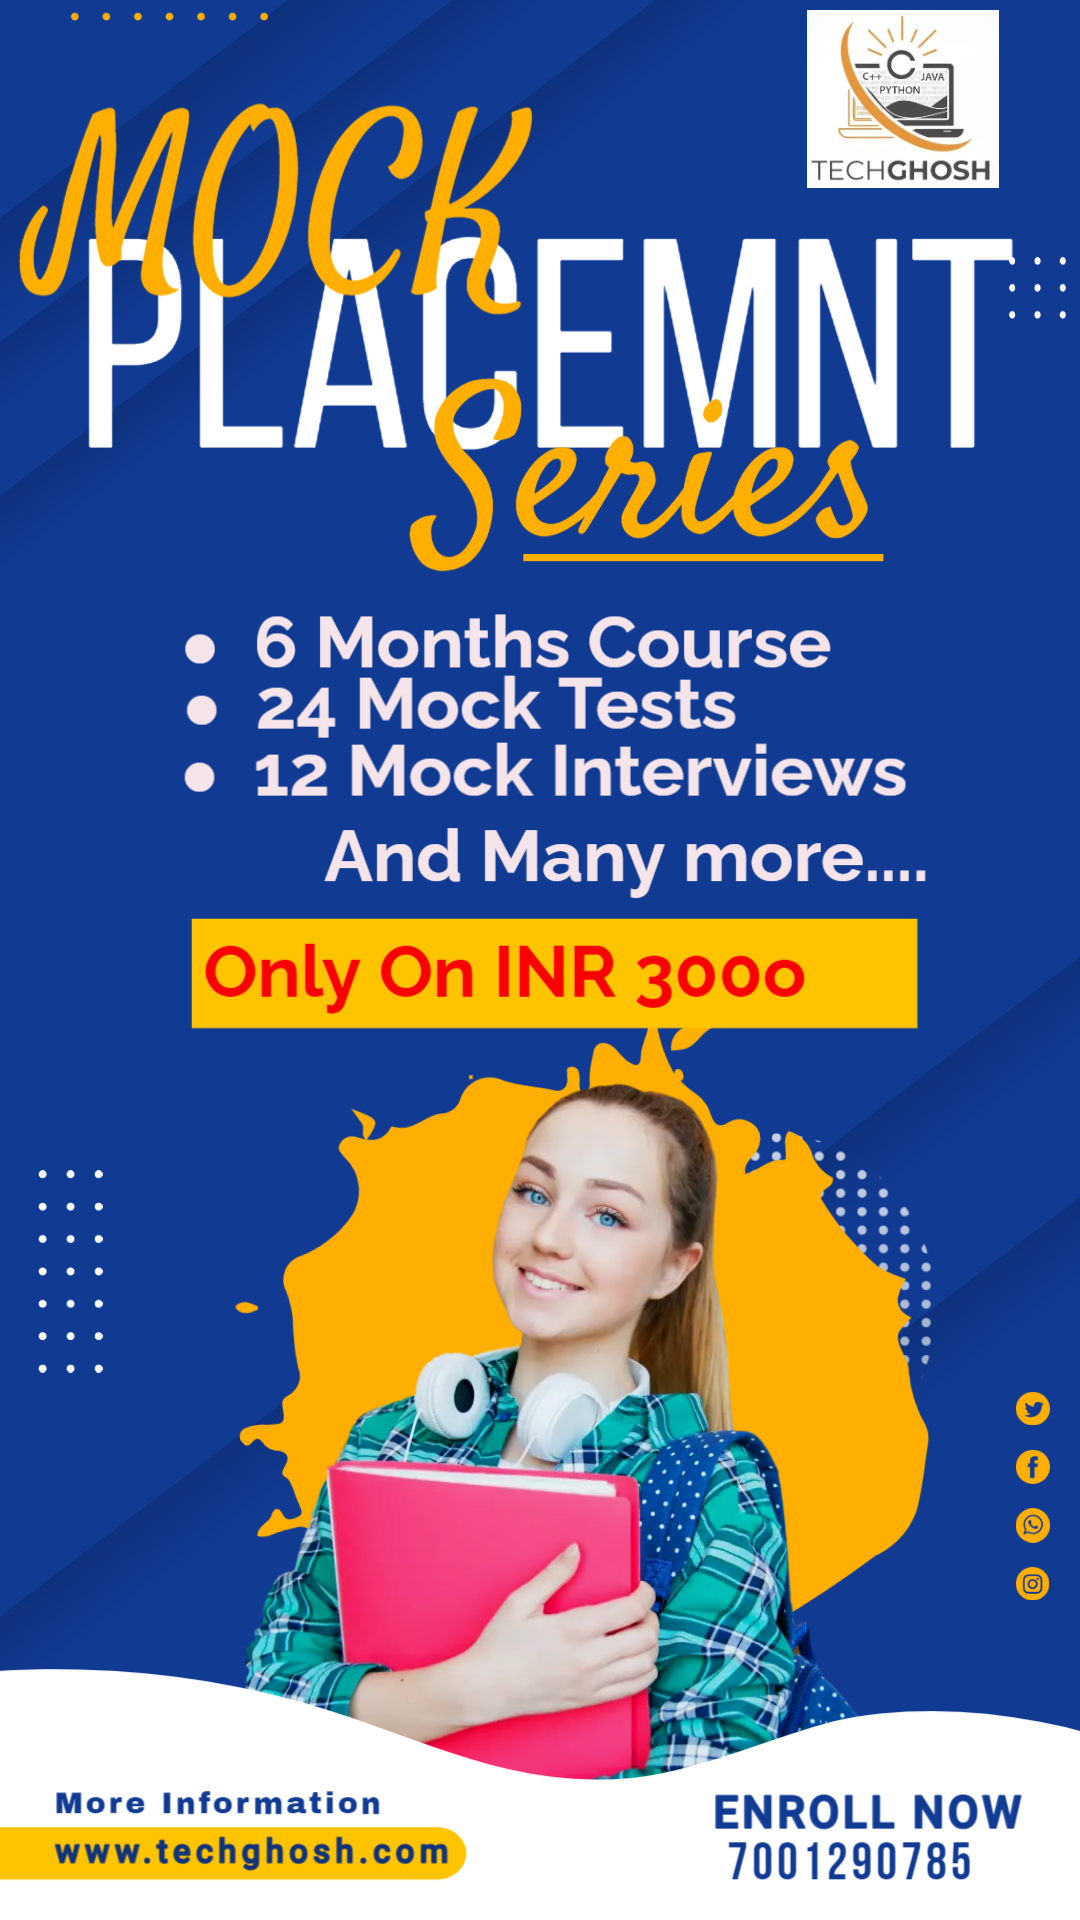 C++ C JAVA
PYTHON
TECHGHOSH
MOCK
PLACEMNT
Series
• 6 Months Course
• 24 Mock Tests
• 12 Mock Interviews
And Many more....
Only On INR 300o
More Information
www.techghosh.com
ENROLL NOW
7001290785